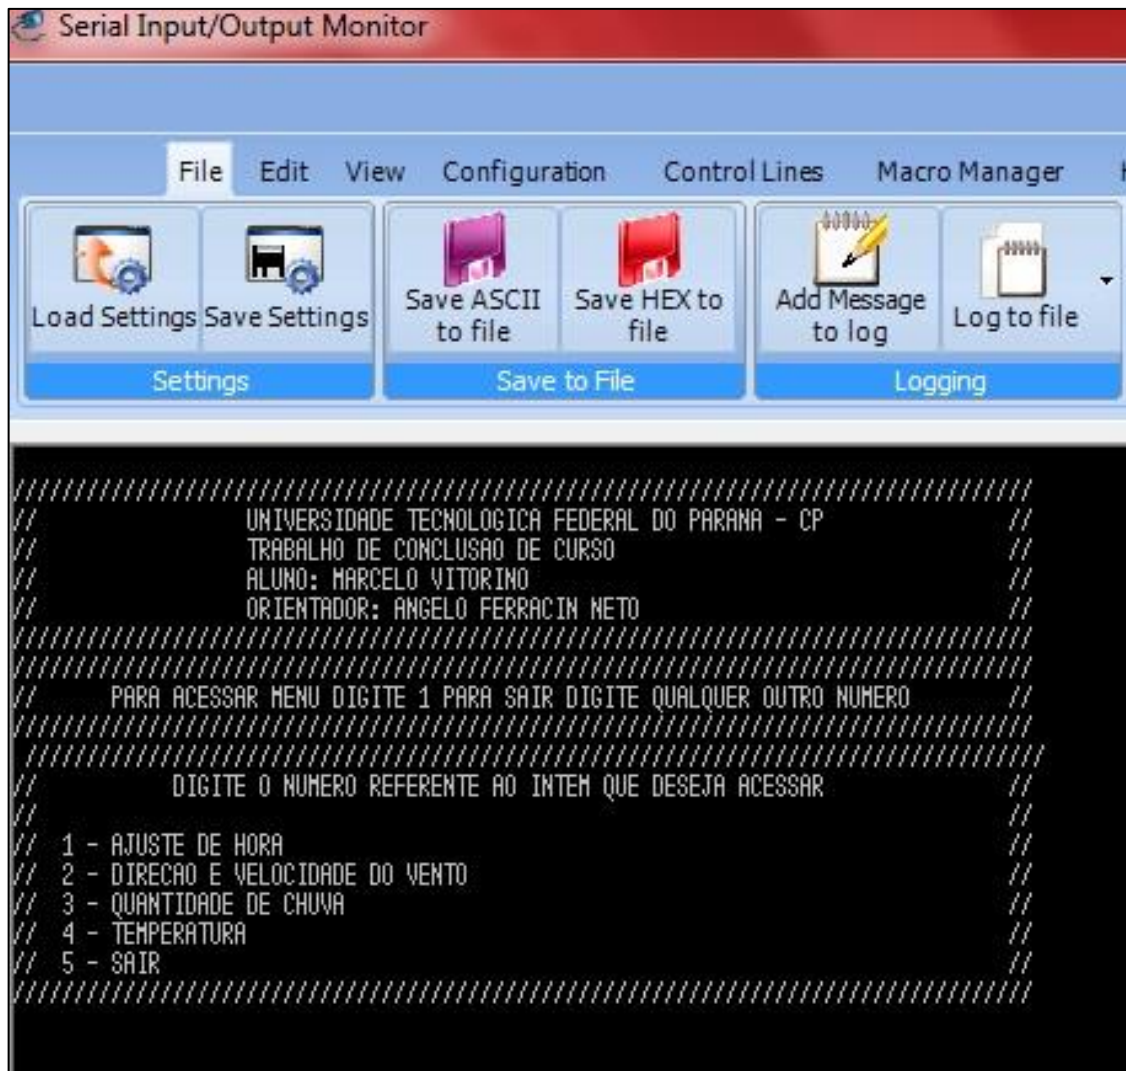 Serial Input/Output Monitor
File Edit View Configuration Control Lines Macro Manager
Load Settings Save Settings Save ASCII to file Save HEX to file Add Message to log Log to file
Settings Save to File Logging
///////////////////////////////////////////////////////////////////////////////////
// UNIVERSIDADE TECNOLOGICA FEDERAL DO PARANA - CP //
// TRABALHO DE CONCLUSAO DE CURSO //
// ALUNO: MARCELO VITORINO //
// ORIENTADOR: ANGELO FERRACIN NETO //
///////////////////////////////////////////////////////////////////////////////////
///////////////////////////////////////////////////////////////////////////////////
// PARA ACESSAR MENU DIGITE 1 PARA SAIR DIGITE QUALQUER OUTRO NUMERO //
///////////////////////////////////////////////////////////////////////////////////
///////////////////////////////////////////////////////////////////////////////////
// DIGITE O NUMERO REFERENTE AO INTEM QUE DESEJA ACESSAR //
// //
// 1 - AJUSTE DE HORA //
// 2 - DIRECAO E VELOCIDADE DO VENTO //
// 3 - QUANTIDADE DE CHUVA //
// 4 - TEMPERATURA //
// 5 - SAIR //
///////////////////////////////////////////////////////////////////////////////////